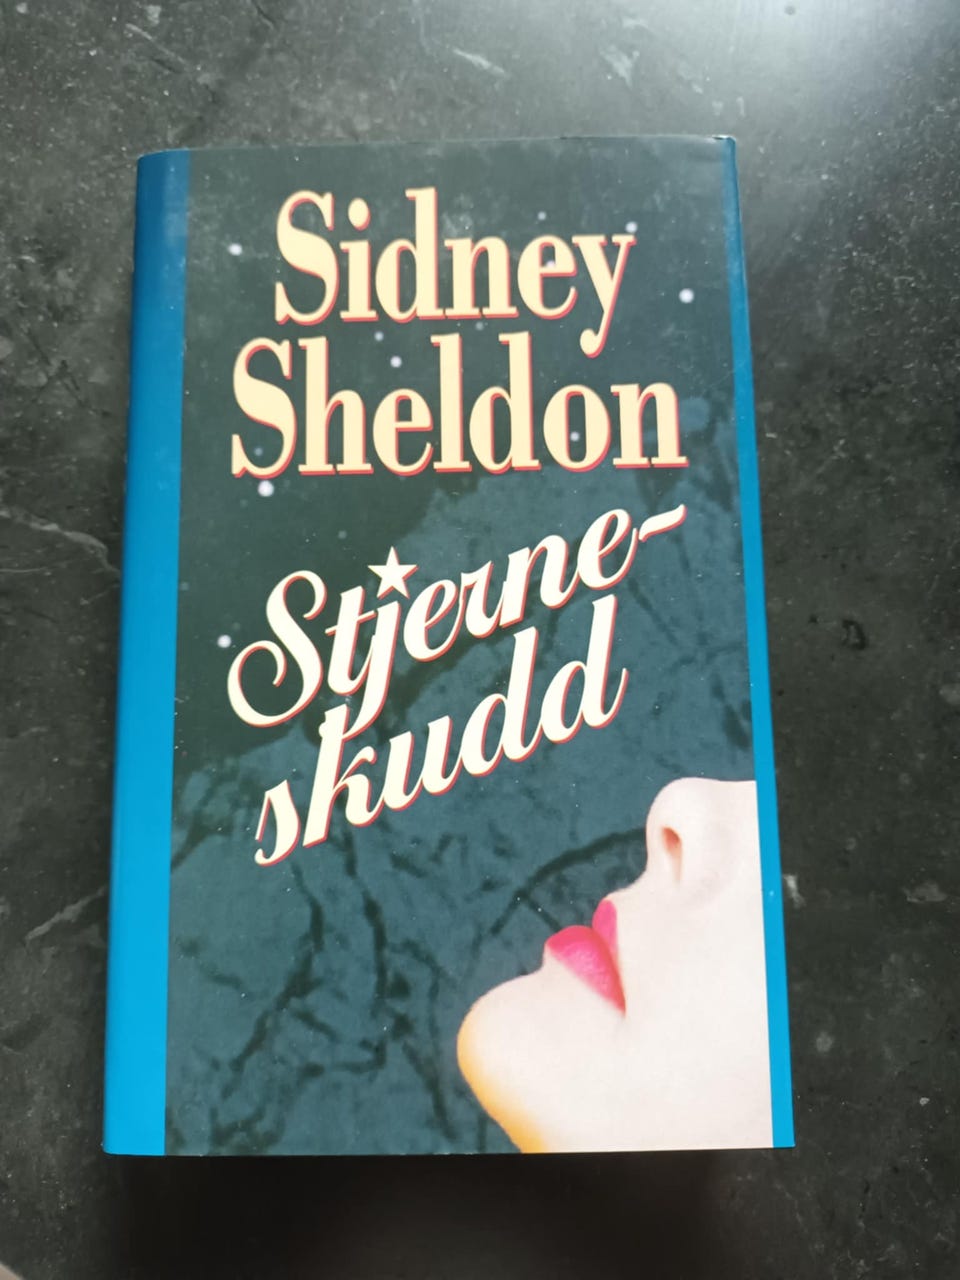 Sidney
Sheldon
Stjerne-
skudd